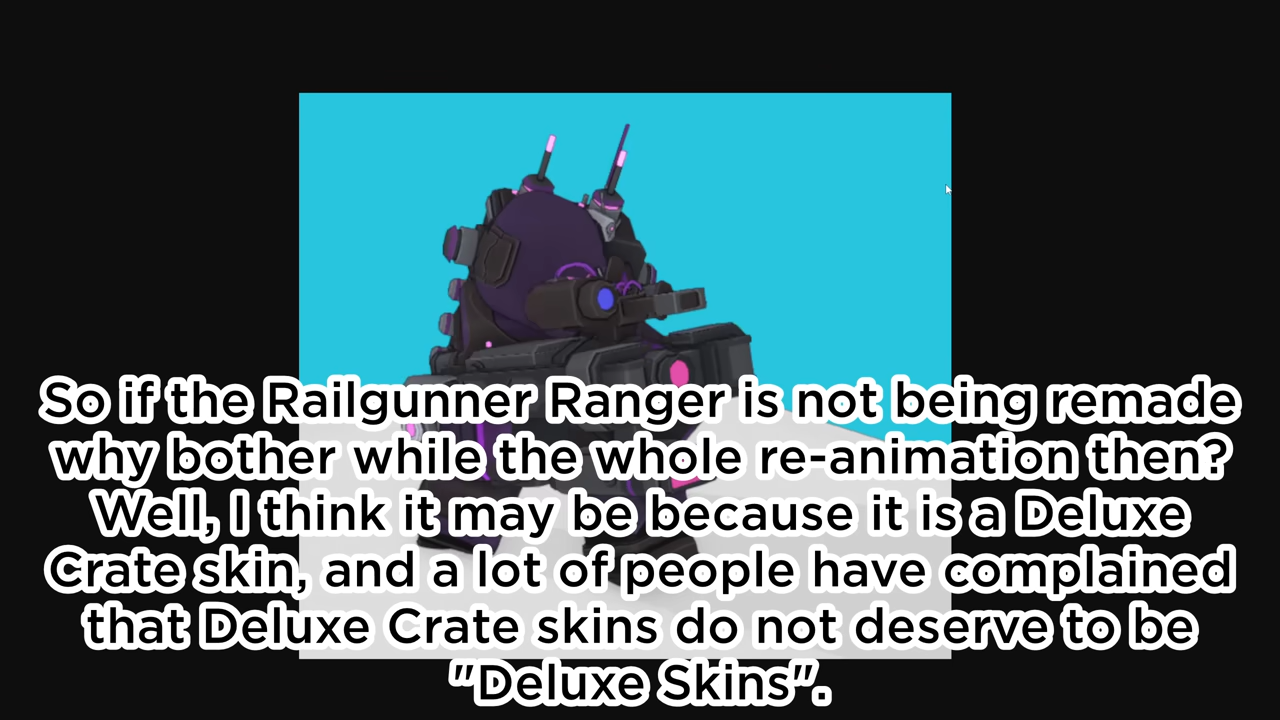 So if the Railgunner Ranger is not being remade
why bother while the whole re-animation then?
Well, I think it may be because it is a Deluxe
Crate skin, and a lot of people have complained
that Deluxe Crate skins do not deserve to be
"Deluxe Skins".